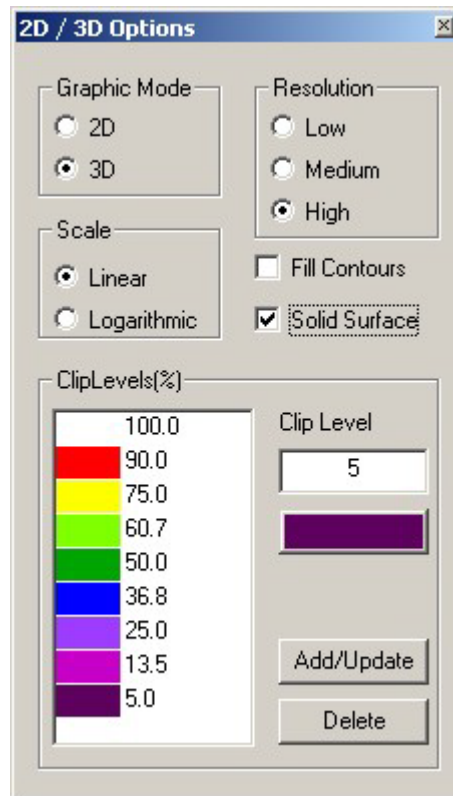 2D / 3D Options
Graphic Mode
2D
3D
Resolution
Low
Medium
High
Scale
Linear
Logarithmic
Fill Contours
Solid Surface
ClipLevels(%)
100.0
90.0
75.0
60.7
50.0
36.8
25.0
13.5
5.0
Clip Level
5
Add/Update
Delete